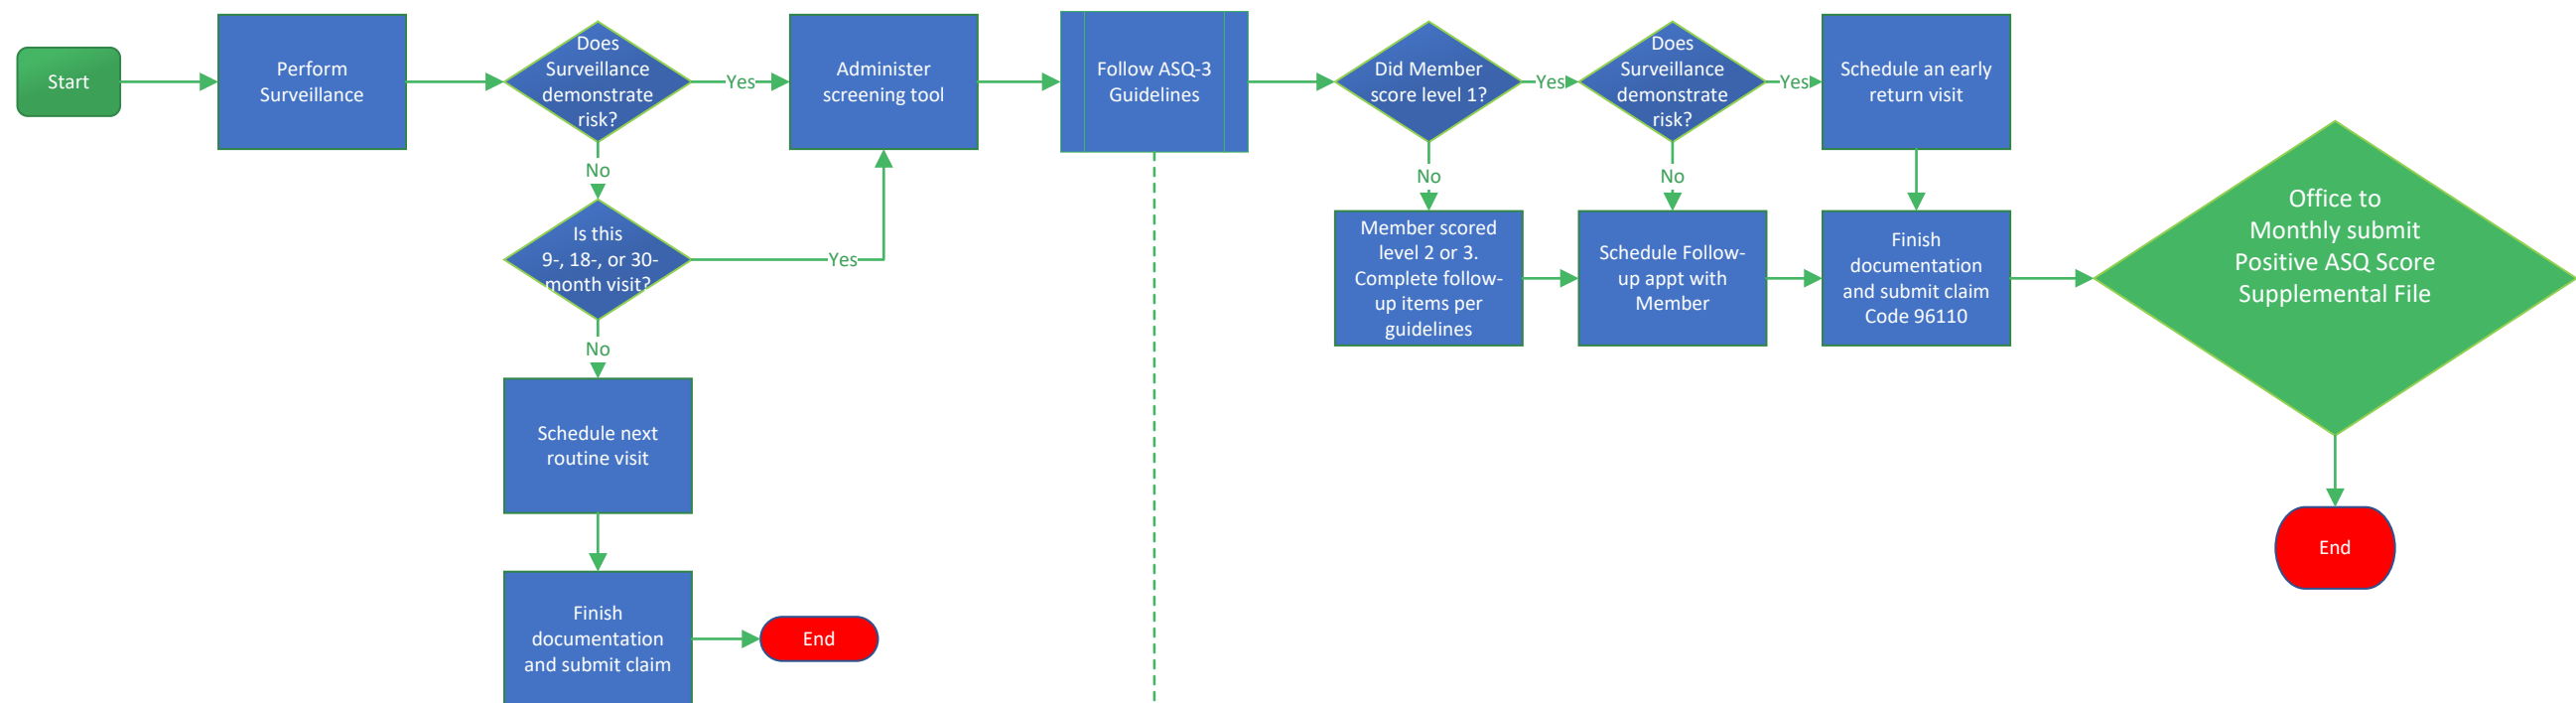 Start
Perform
Surveillance
Does
Surveillance
demonstrate
risk?
Yes
Administer
screening tool
Follow ASQ-3
Guidelines
Did Member
score level 1?
Yes
Does
Surveillance
demonstrate
risk?
Yes
Schedule an early
return visit
No
No
No
Is this
9-, 18-, or 30-
month visit?
Yes
Member scored
level 2 or 3.
Complete follow-
up items per
guidelines
Schedule Follow-
up appt with
Member
Finish
documentation
and submit claim
Code 96110
Office to
Monthly submit
Positive ASQ Score
Supplemental File
No
Schedule next
routine visit
End
Finish
documentation
and submit claim
End